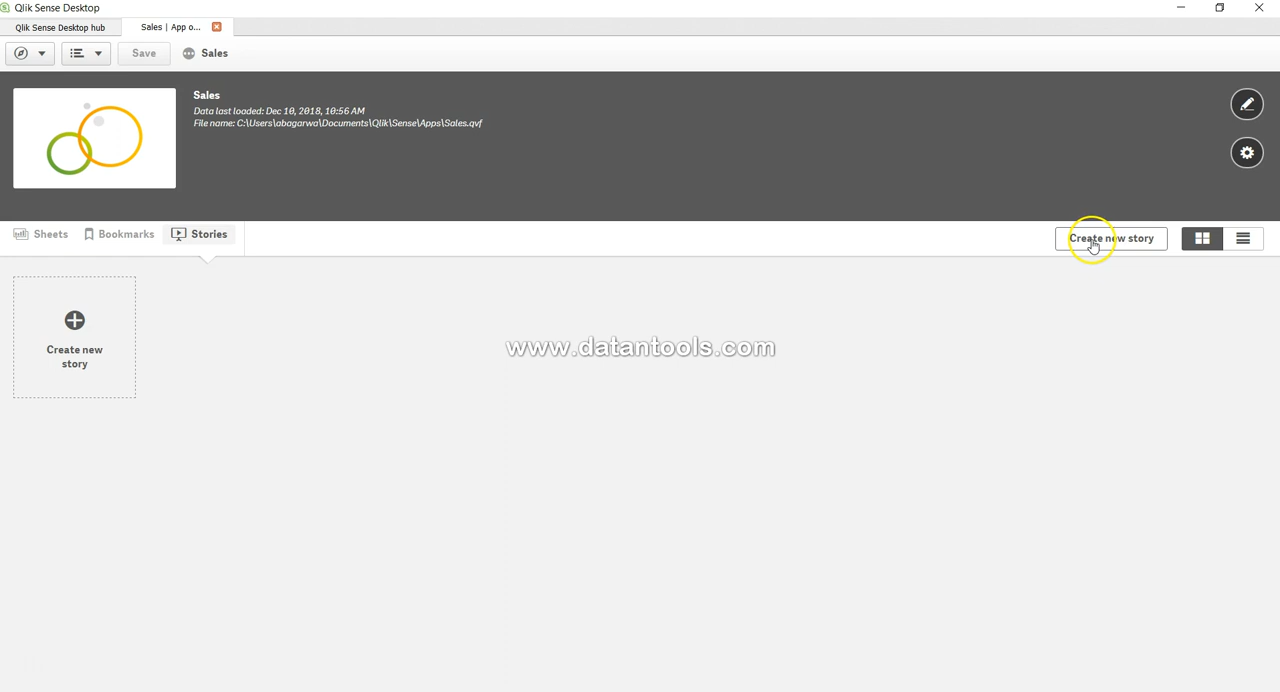 Qlik Sense Desktop
Qlik Sense Desktop hub
Sales | App o...
Save
Sales
Sales
Data last loaded: Dec 10, 2018, 10:56 AM
File name: C:\Users\abagarwa\Documents\Qlik\Sense\Apps\Sales.qvf
Sheets
Bookmarks
Stories
Create new story
Create new
story
www.datantools.com